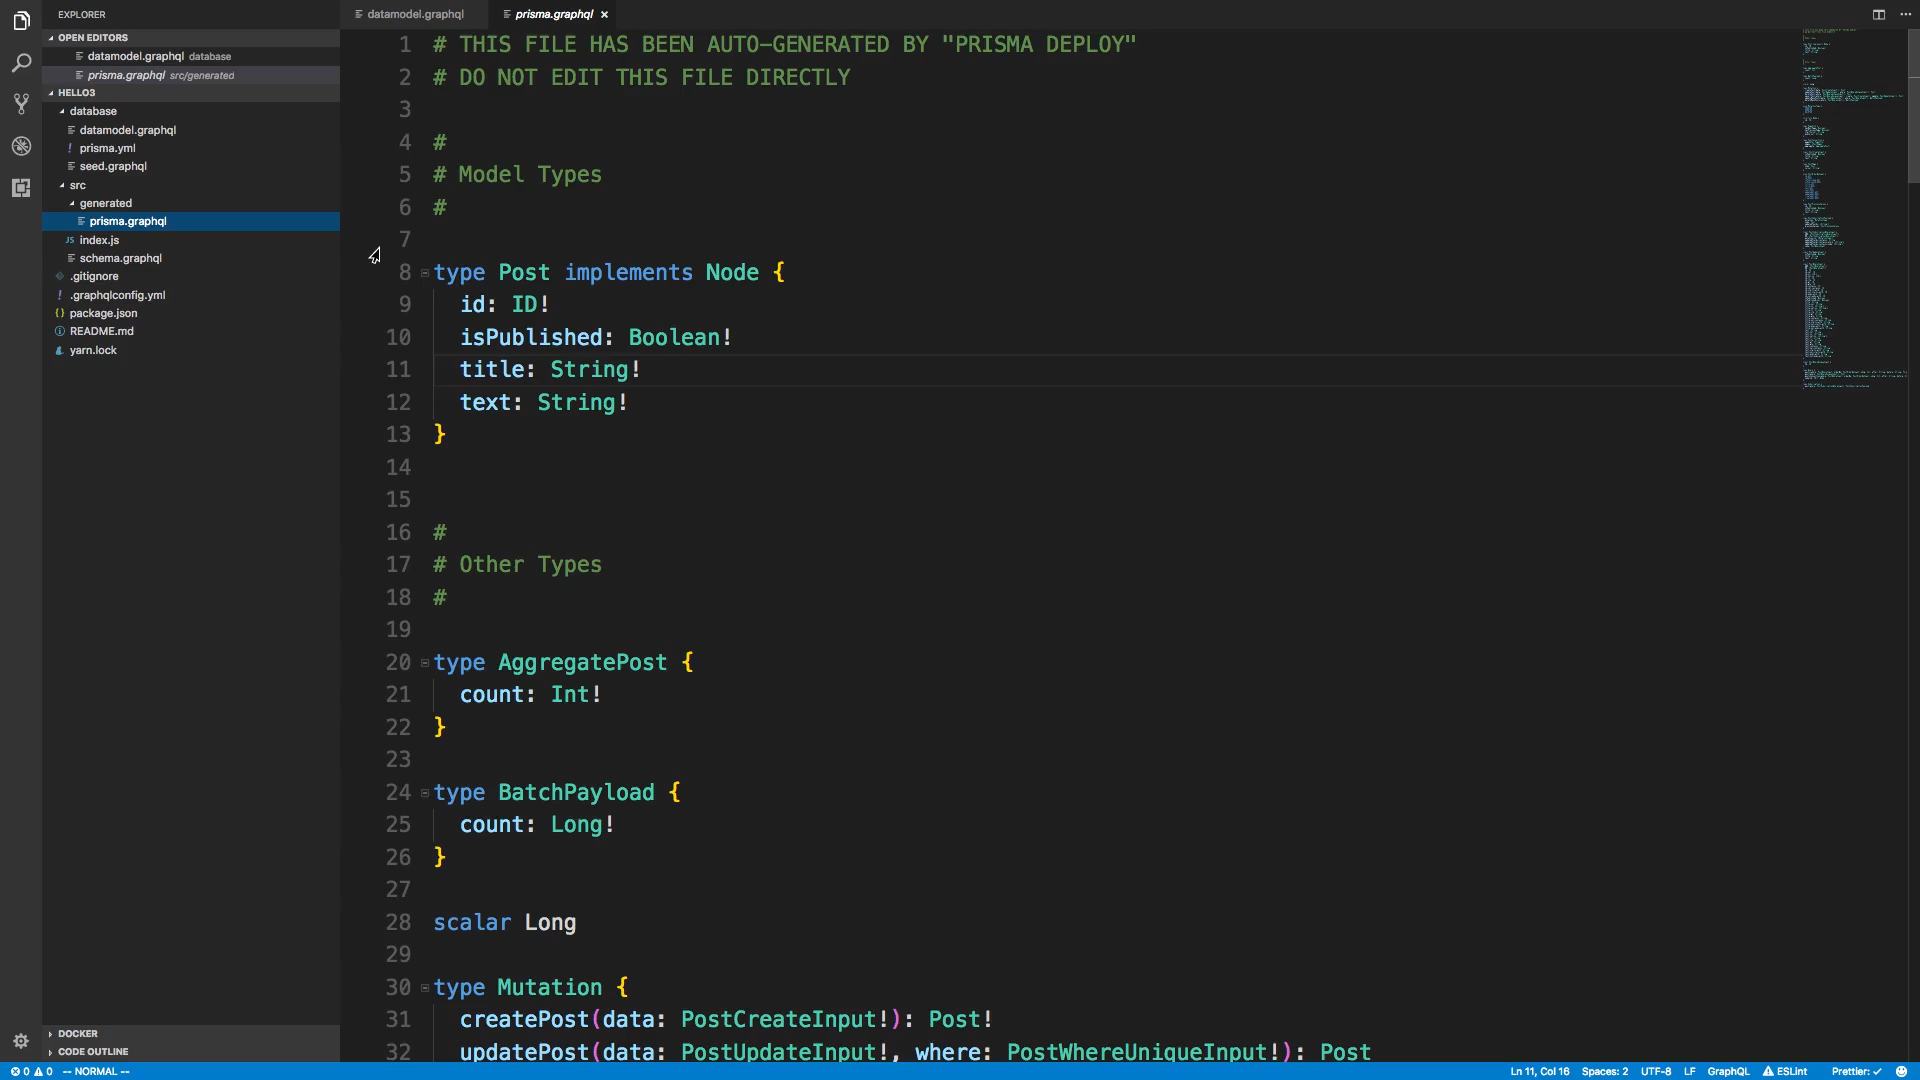 EXPLORER
OPEN EDITORS
datamodel.graphql database
prisma.graphql src/generated
HELLO3
database
datamodel.graphql
! prisma.yml
seed.graphql
src
generated
prisma.graphql
JS index.js
schema.graphql
.gitignore
! .graphqlconfig.yml
{} package.json
README.md
yarn.lock
DOCKER
CODE OUTLINE
datamodel.graphql
prisma.graphql ×
1 # THIS FILE HAS BEEN AUTO-GENERATED BY "PRISMA DEPLOY"
2 # DO NOT EDIT THIS FILE DIRECTLY
3
4 #
5 # Model Types
6 #
7
8 type Post implements Node {
9 id: ID!
10 isPublished: Boolean!
11 title: String!
12 text: String!
13 }
14
15
16 #
17 # Other Types
18 #
19
20 type AggregatePost {
21 count: Int!
22 }
23
24 type BatchPayload {
25 count: Long!
26 }
27
28 scalar Long
29
30 type Mutation {
31 createPost(data: PostCreateInput!): Post!
32 updatePost(data: PostUpdateInput!, where: PostWhereUniqueInput!): Post
0 0 -- NORMAL --
Ln 11, Col 16 Spaces: 2 UTF-8 LF GraphQL ESLint Prettier: ✓